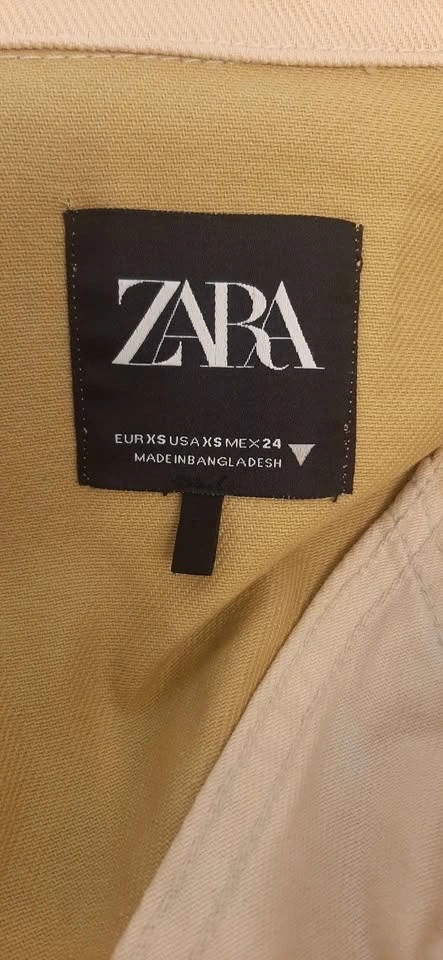 ZARA
EUR XS USA XS MEX 24
MADE IN BANGLADESH